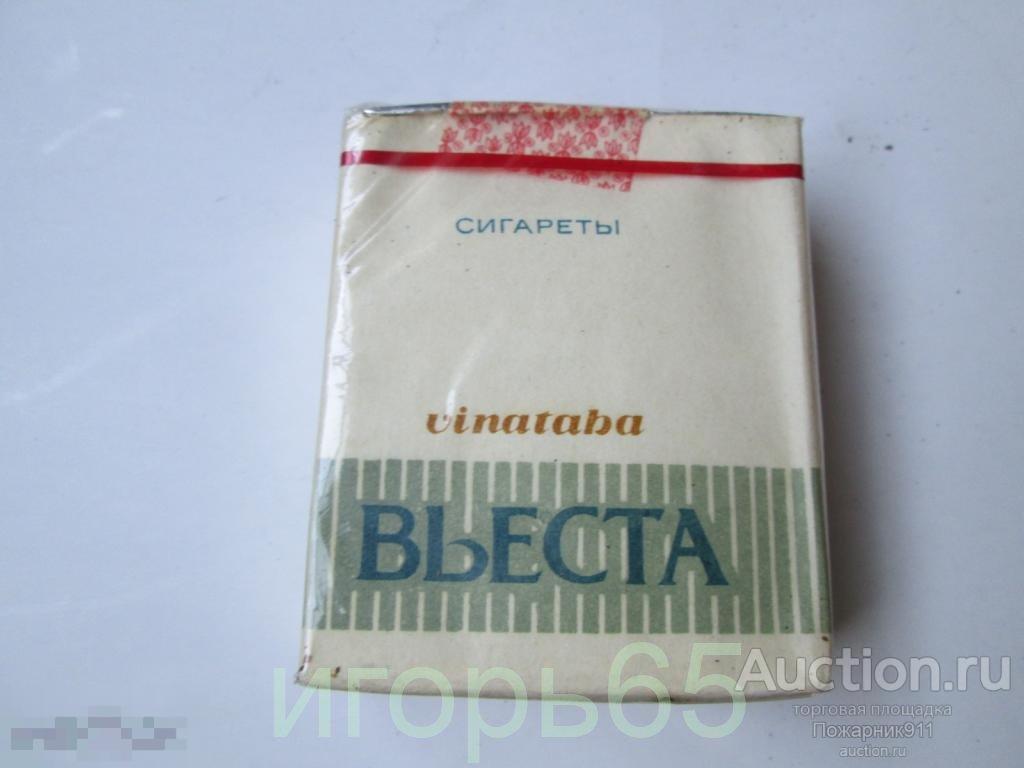 СИГАРЕТЫ
vinataba
ВЬЕСТА
игорь65
Auction.ru
торговая площадка
Пожарник911
auction.ru